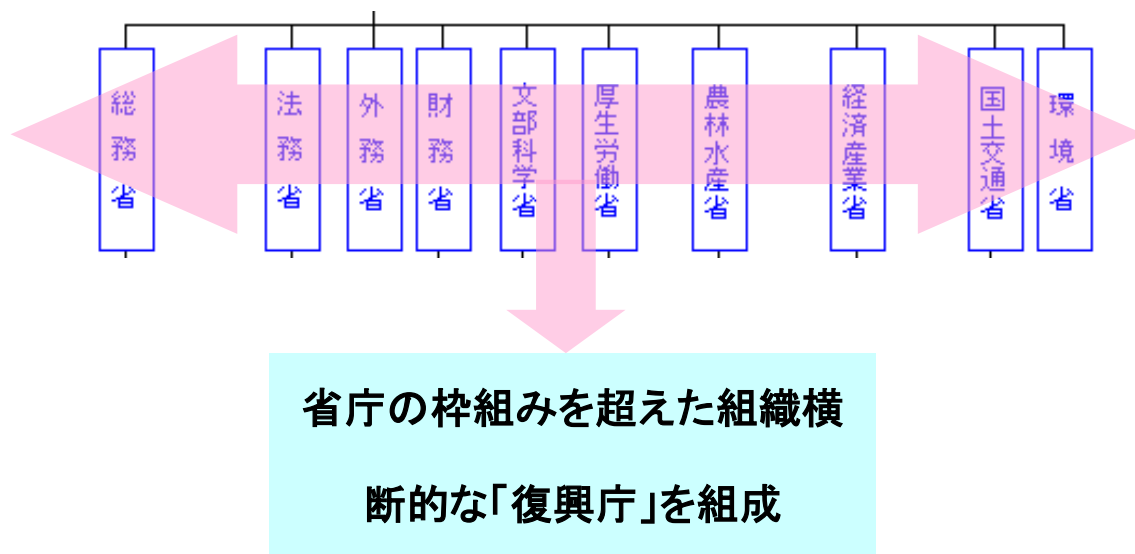 総務省
法務省
外務省
財務省
文部科学省
厚生労働省
農林水産省
経済産業省
国土交通省
環境省
省庁の枠組みを超えた組織横
断的な「復興庁」を組成